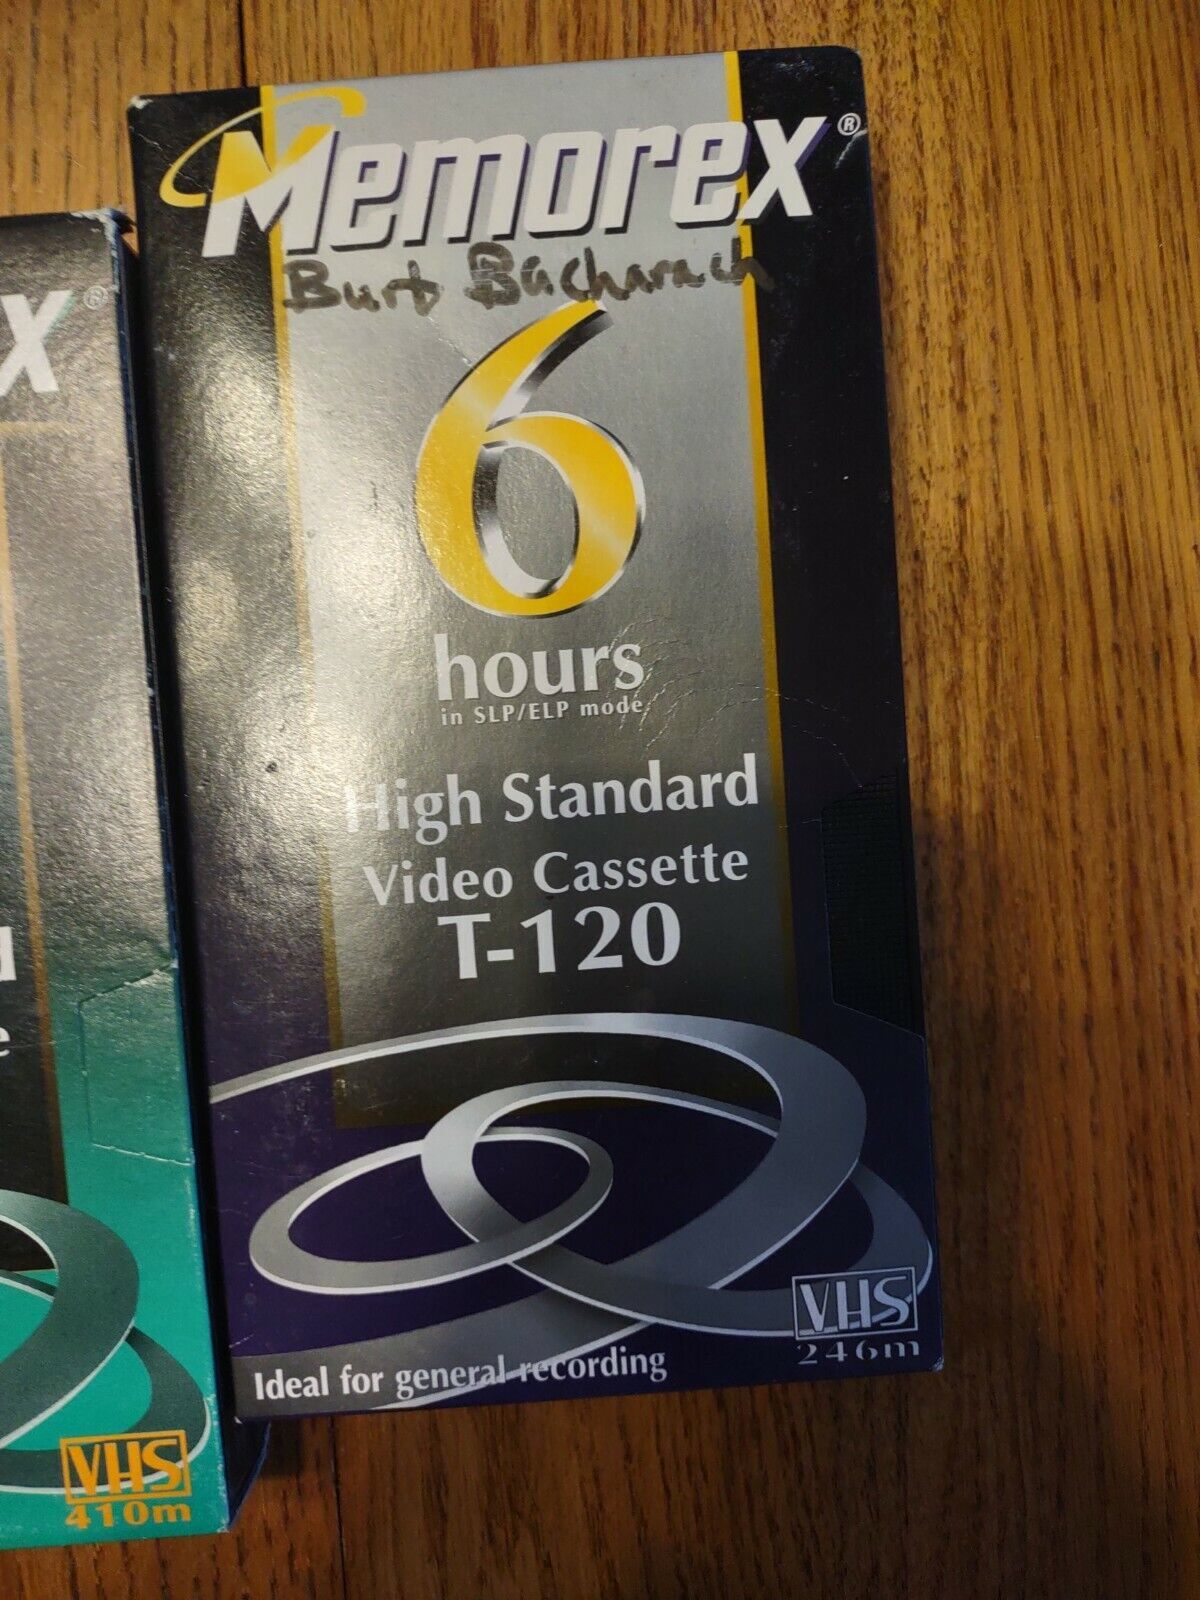 Memorex®
Burt Bacharach
6
hours
in SLP/ELP mode
High Standard
Video Cassette
T-120
VHS
246m
Ideal for general recording
x®
d
e
VHS
410m